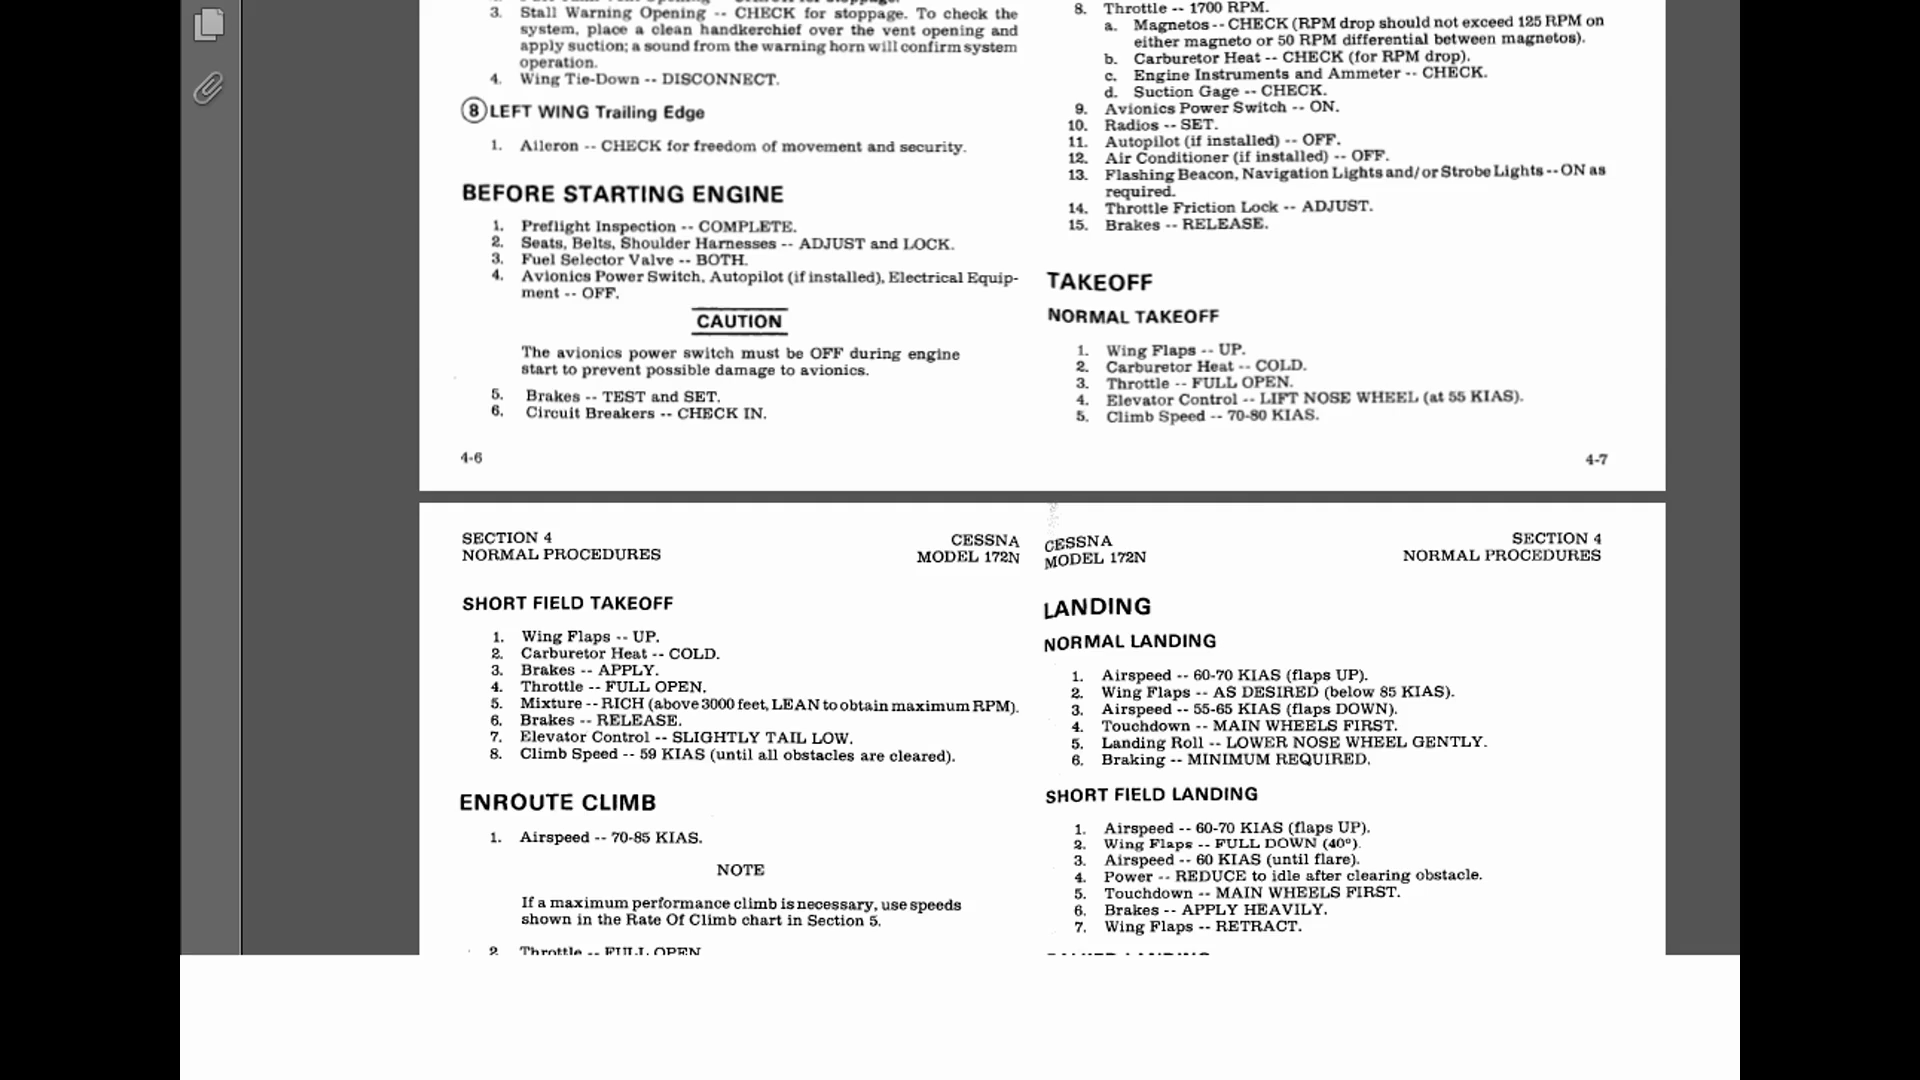 3. Stall Warning Opening -- CHECK for stoppage. To check the
system, place a clean handkerchief over the vent opening and
apply suction; a sound from the warning horn will confirm system
operation.
4. Wing Tie-Down -- DISCONNECT.
8 LEFT WING Trailing Edge
1. Aileron -- CHECK for freedom of movement and security.
BEFORE STARTING ENGINE
1. Preflight Inspection -- COMPLETE.
2. Seats, Belts, Shoulder Harnesses -- ADJUST and LOCK.
3. Fuel Selector Valve -- BOTH.
4. Avionics Power Switch, Autopilot (if installed), Electrical Equip-
ment -- OFF.
CAUTION
The avionics power switch must be OFF during engine
start to prevent possible damage to avionics.
5. Brakes -- TEST and SET.
6. Circuit Breakers -- CHECK IN.
4-6
8. Throttle -- 1700 RPM.
a. Magnetos -- CHECK (RPM drop should not exceed 125 RPM on
either magneto or 50 RPM differential between magnetos).
b. Carburetor Heat -- CHECK (for RPM drop).
c. Engine Instruments and Ammeter -- CHECK.
d. Suction Gage -- CHECK.
9. Avionics Power Switch -- ON.
10. Radios -- SET.
11. Autopilot (if installed) -- OFF.
12. Air Conditioner (if installed) -- OFF.
13. Flashing Beacon, Navigation Lights and/or Strobe Lights -- ON as
required.
14. Throttle Friction Lock -- ADJUST.
15. Brakes -- RELEASE.
TAKEOFF
NORMAL TAKEOFF
1. Wing Flaps -- UP.
2. Carburetor Heat -- COLD.
3. Throttle -- FULL OPEN.
4. Elevator Control -- LIFT NOSE WHEEL (at 55 KIAS).
5. Climb Speed -- 70-80 KIAS.
4-7
SECTION 4
NORMAL PROCEDURES
CESSNA
MODEL 172N
SHORT FIELD TAKEOFF
1. Wing Flaps -- UP.
2. Carburetor Heat -- COLD.
3. Brakes -- APPLY.
4. Throttle -- FULL OPEN.
5. Mixture -- RICH (above 3000 feet, LEAN to obtain maximum RPM).
6. Brakes -- RELEASE.
7. Elevator Control -- SLIGHTLY TAIL LOW.
8. Climb Speed -- 59 KIAS (until all obstacles are cleared).
ENROUTE CLIMB
1. Airspeed -- 70-85 KIAS.
NOTE
If a maximum performance climb is necessary, use speeds
shown in the Rate Of Climb chart in Section 5.
2. Throttle -- FULL OPEN
CESSNA
MODEL 172N
SECTION 4
NORMAL PROCEDURES
LANDING
NORMAL LANDING
1. Airspeed -- 60-70 KIAS (flaps UP).
2. Wing Flaps -- AS DESIRED (below 85 KIAS).
3. Airspeed -- 55-65 KIAS (flaps DOWN).
4. Touchdown -- MAIN WHEELS FIRST.
5. Landing Roll -- LOWER NOSE WHEEL GENTLY.
6. Braking -- MINIMUM REQUIRED.
SHORT FIELD LANDING
1. Airspeed -- 60-70 KIAS (flaps UP).
2. Wing Flaps -- FULL DOWN (40°).
3. Airspeed -- 60 KIAS (until flare).
4. Power -- REDUCE to idle after clearing obstacle.
5. Touchdown -- MAIN WHEELS FIRST.
6. Brakes -- APPLY HEAVILY.
7. Wing Flaps -- RETRACT.